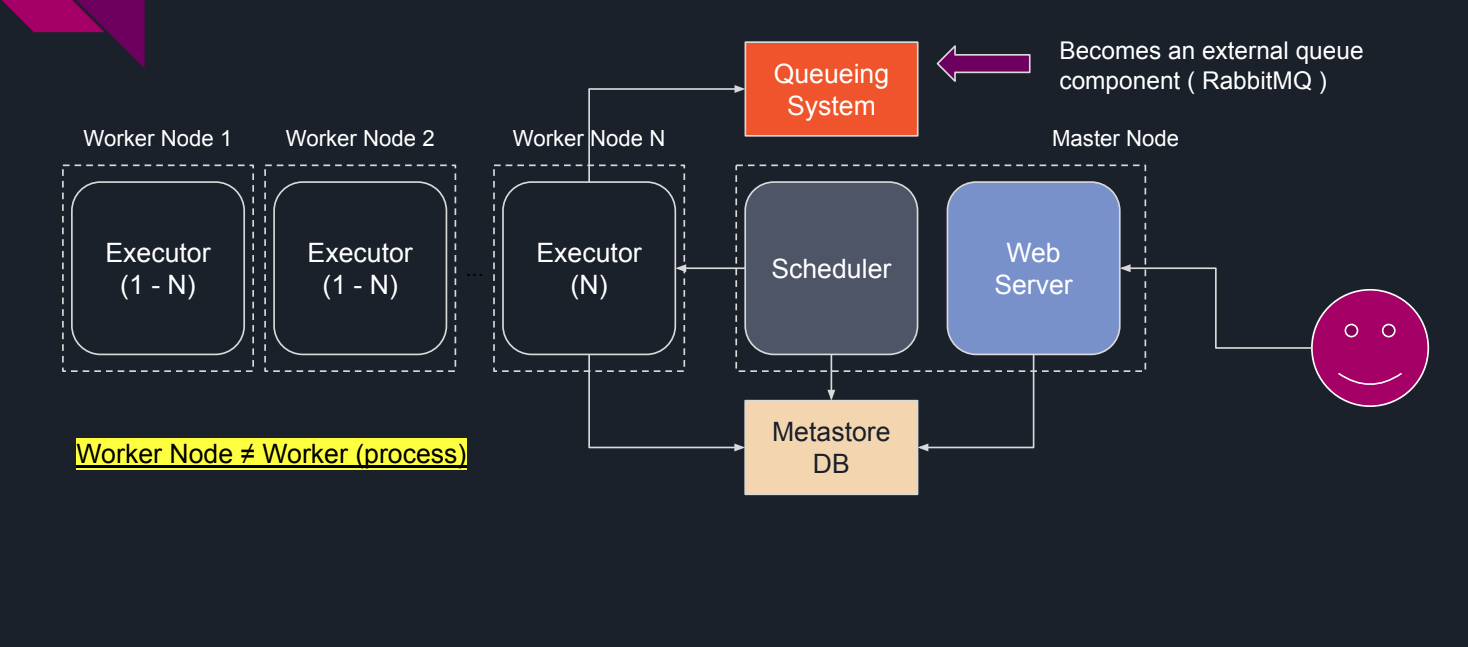 Queueing
System
Becomes an external queue
component ( RabbitMQ )
Worker Node 1
Worker Node 2
Worker Node N
Master Node
Executor
(1 - N)
Executor
(1 - N)
...
Executor
(N)
Scheduler
Web
Server
Metastore
DB
Worker Node ≠ Worker (process)